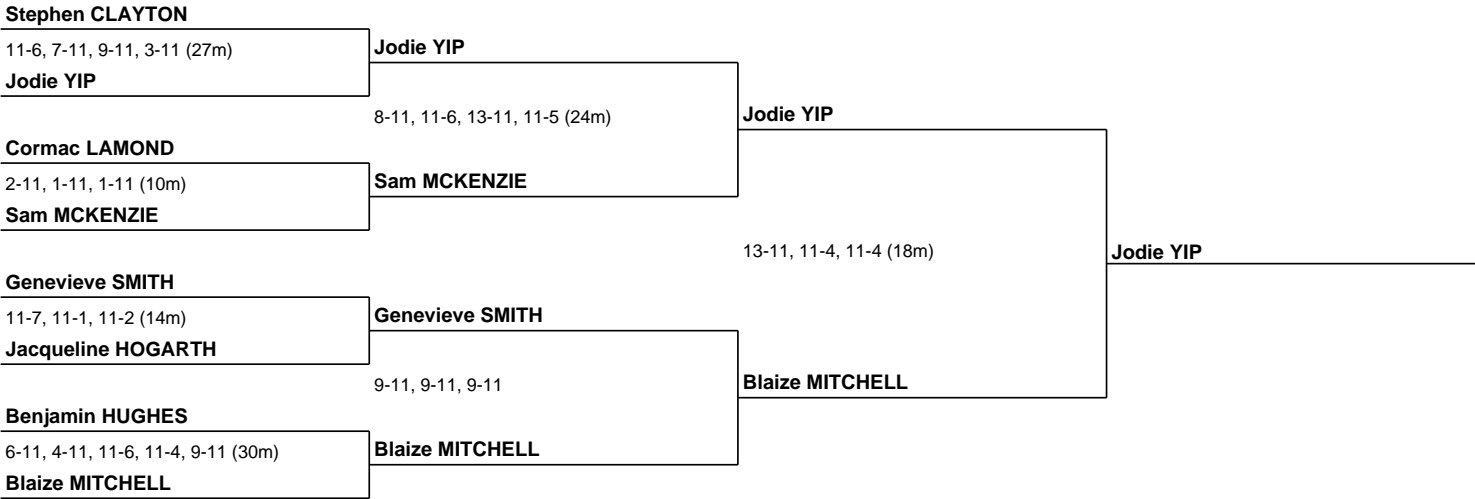 Stephen CLAYTON
11-6, 7-11, 9-11, 3-11 (27m)
Jodie YIP
Jodie YIP
8-11, 11-6, 13-11, 11-5 (24m)
Jodie YIP
Cormac LAMOND
2-11, 1-11, 1-11 (10m)
Sam MCKENZIE
Sam MCKENZIE
13-11, 11-4, 11-4 (18m)
Jodie YIP
Genevieve SMITH
11-7, 11-1, 11-2 (14m)
Genevieve SMITH
Jacqueline HOGARTH
9-11, 9-11, 9-11
Blaize MITCHELL
Benjamin HUGHES
6-11, 4-11, 11-6, 11-4, 9-11 (30m)
Blaize MITCHELL
Blaize MITCHELL